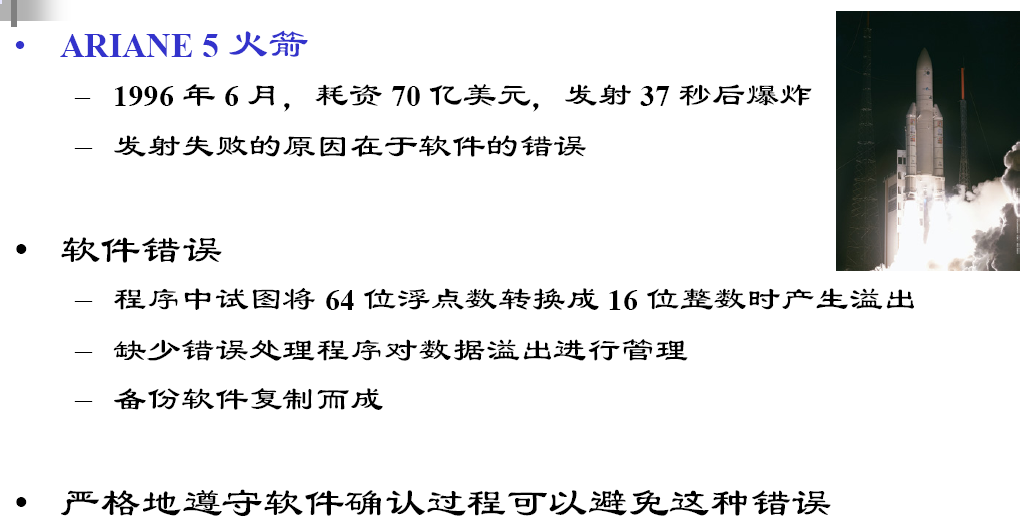 • ARIANE 5 火箭
– 1996 年 6 月，耗资 70 亿美元，发射 37 秒后爆炸
– 发射失败的原因在于软件的错误
• 软件错误
– 程序中试图将 64 位浮点数转换成 16 位整数时产生溢出
– 缺少错误处理程序对数据溢出进行管理
– 备份软件复制而成
• 严格地遵守软件确认过程可以避免这种错误